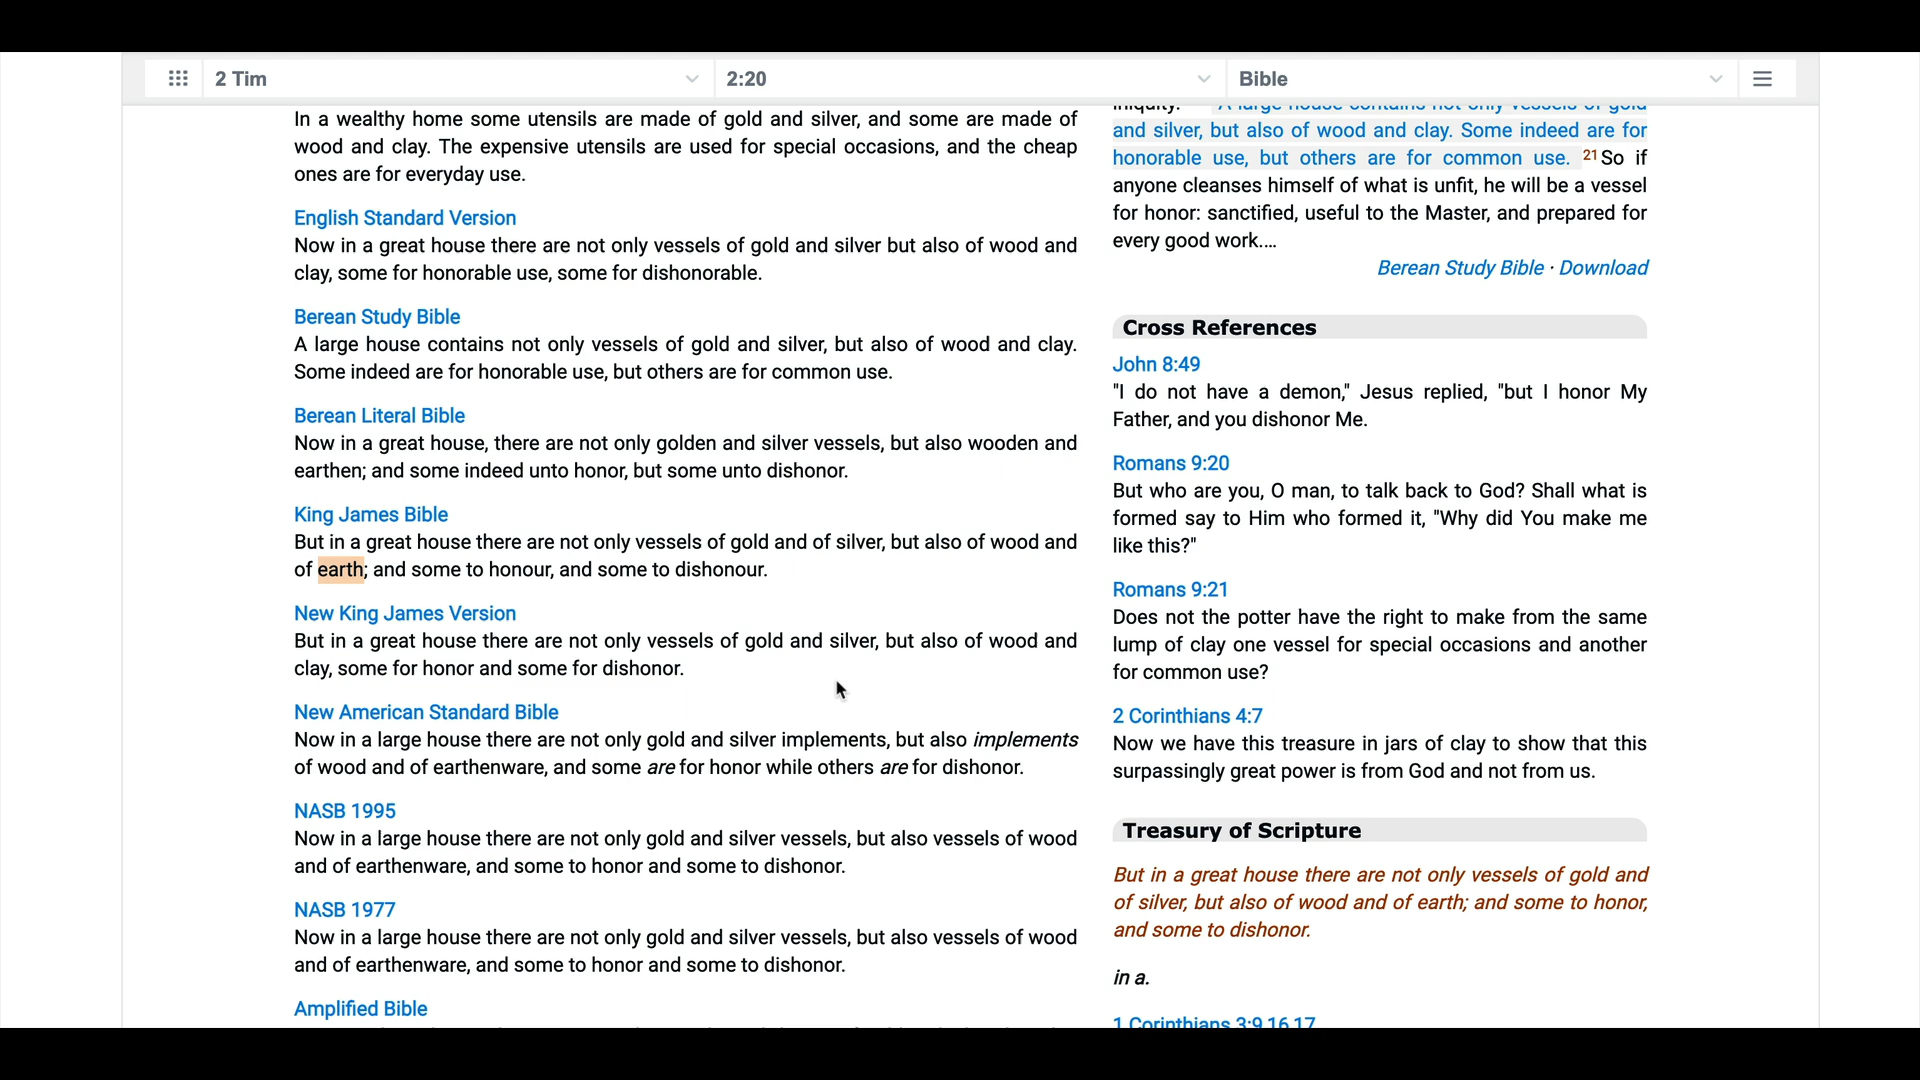 2 Tim
2:20
Bible
In a wealthy home some utensils are made of gold and silver, and some are made of
wood and clay. The expensive utensils are used for special occasions, and the cheap
ones are for everyday use.
English Standard Version
Now in a great house there are not only vessels of gold and silver but also of wood and
clay, some for honorable use, some for dishonorable.
Berean Study Bible
A large house contains not only vessels of gold and silver, but also of wood and clay.
Some indeed are for honorable use, but others are for common use.
Berean Literal Bible
Now in a great house, there are not only golden and silver vessels, but also wooden and
earthen; and some indeed unto honor, but some unto dishonor.
King James Bible
But in a great house there are not only vessels of gold and of silver, but also of wood and
of earth; and some to honour, and some to dishonour.
New King James Version
But in a great house there are not only vessels of gold and silver, but also of wood and
clay, some for honor and some for dishonor.
New American Standard Bible
Now in a large house there are not only gold and silver implements, but also implements
of wood and of earthenware, and some are for honor while others are for dishonor.
NASB 1995
Now in a large house there are not only gold and silver vessels, but also vessels of wood
and of earthenware, and some to honor and some to dishonor.
NASB 1977
Now in a large house there are not only gold and silver vessels, but also vessels of wood
and of earthenware, and some to honor and some to dishonor.
Amplified Bible
iniquity." A large house contains not only vessels of gold
and silver, but also of wood and clay. Some indeed are for
honorable use, but others are for common use. 21 So if
anyone cleanses himself of what is unfit, he will be a vessel
for honor: sanctified, useful to the Master, and prepared for
every good work....
Berean Study Bible · Download
Cross References
John 8:49
"I do not have a demon," Jesus replied, "but I honor My
Father, and you dishonor Me.
Romans 9:20
But who are you, O man, to talk back to God? Shall what is
formed say to Him who formed it, "Why did You make me
like this?"
Romans 9:21
Does not the potter have the right to make from the same
lump of clay one vessel for special occasions and another
for common use?
2 Corinthians 4:7
Now we have this treasure in jars of clay to show that this
surpassingly great power is from God and not from us.
Treasury of Scripture
But in a great house there are not only vessels of gold and
of silver, but also of wood and of earth; and some to honor,
and some to dishonor.
in a.
1 Corinthians 3:9,16,17